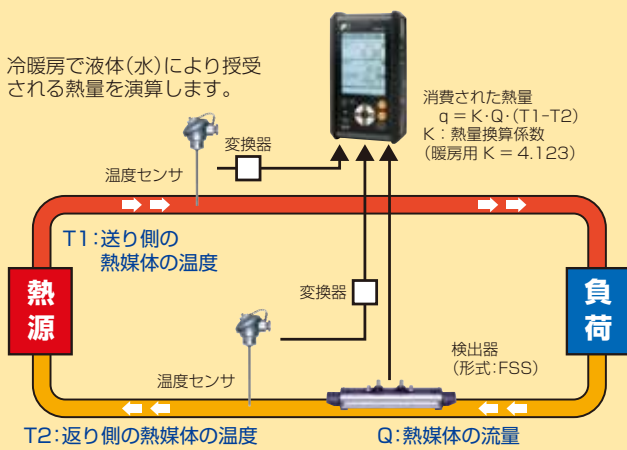 冷暖房で液体(水)により授受
される熱量を演算します。
消費された熱量
q = K·Q·(T1-T2)
K:熱量換算係数
(暖房用 K = 4.123)
変換器
温度センサ
T1:送り側の
熱媒体の温度
熱源
負荷
変換器
検出器
(形式:FSS)
温度センサ
T2:返り側の熱媒体の温度
Q:熱媒体の流量